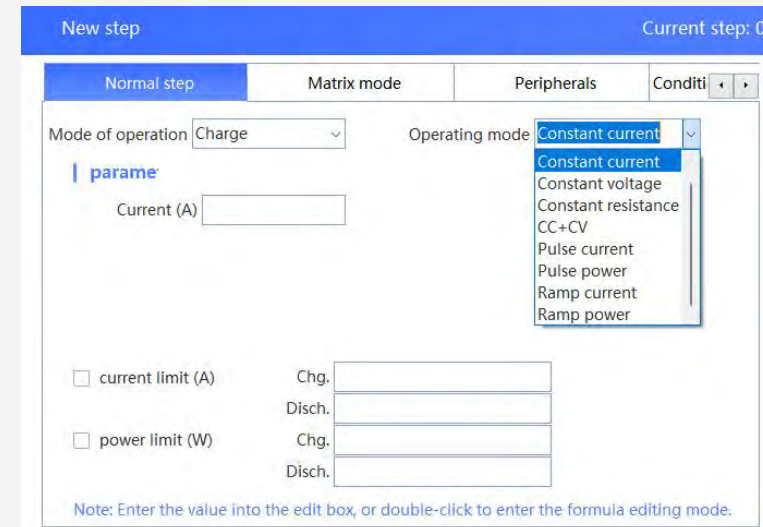 New step Current step: 0
Normal step Matrix mode Peripherals Conditi
Mode of operation Charge Operating mode Constant current
parame
Current (A)
Constant current
Constant voltage
Constant resistance
CC+CV
Pulse current
Pulse power
Ramp current
Ramp power
current limit (A) Chg.
Disch.
power limit (W) Chg.
Disch.
Note: Enter the value into the edit box, or double-click to enter the formula editing mode.